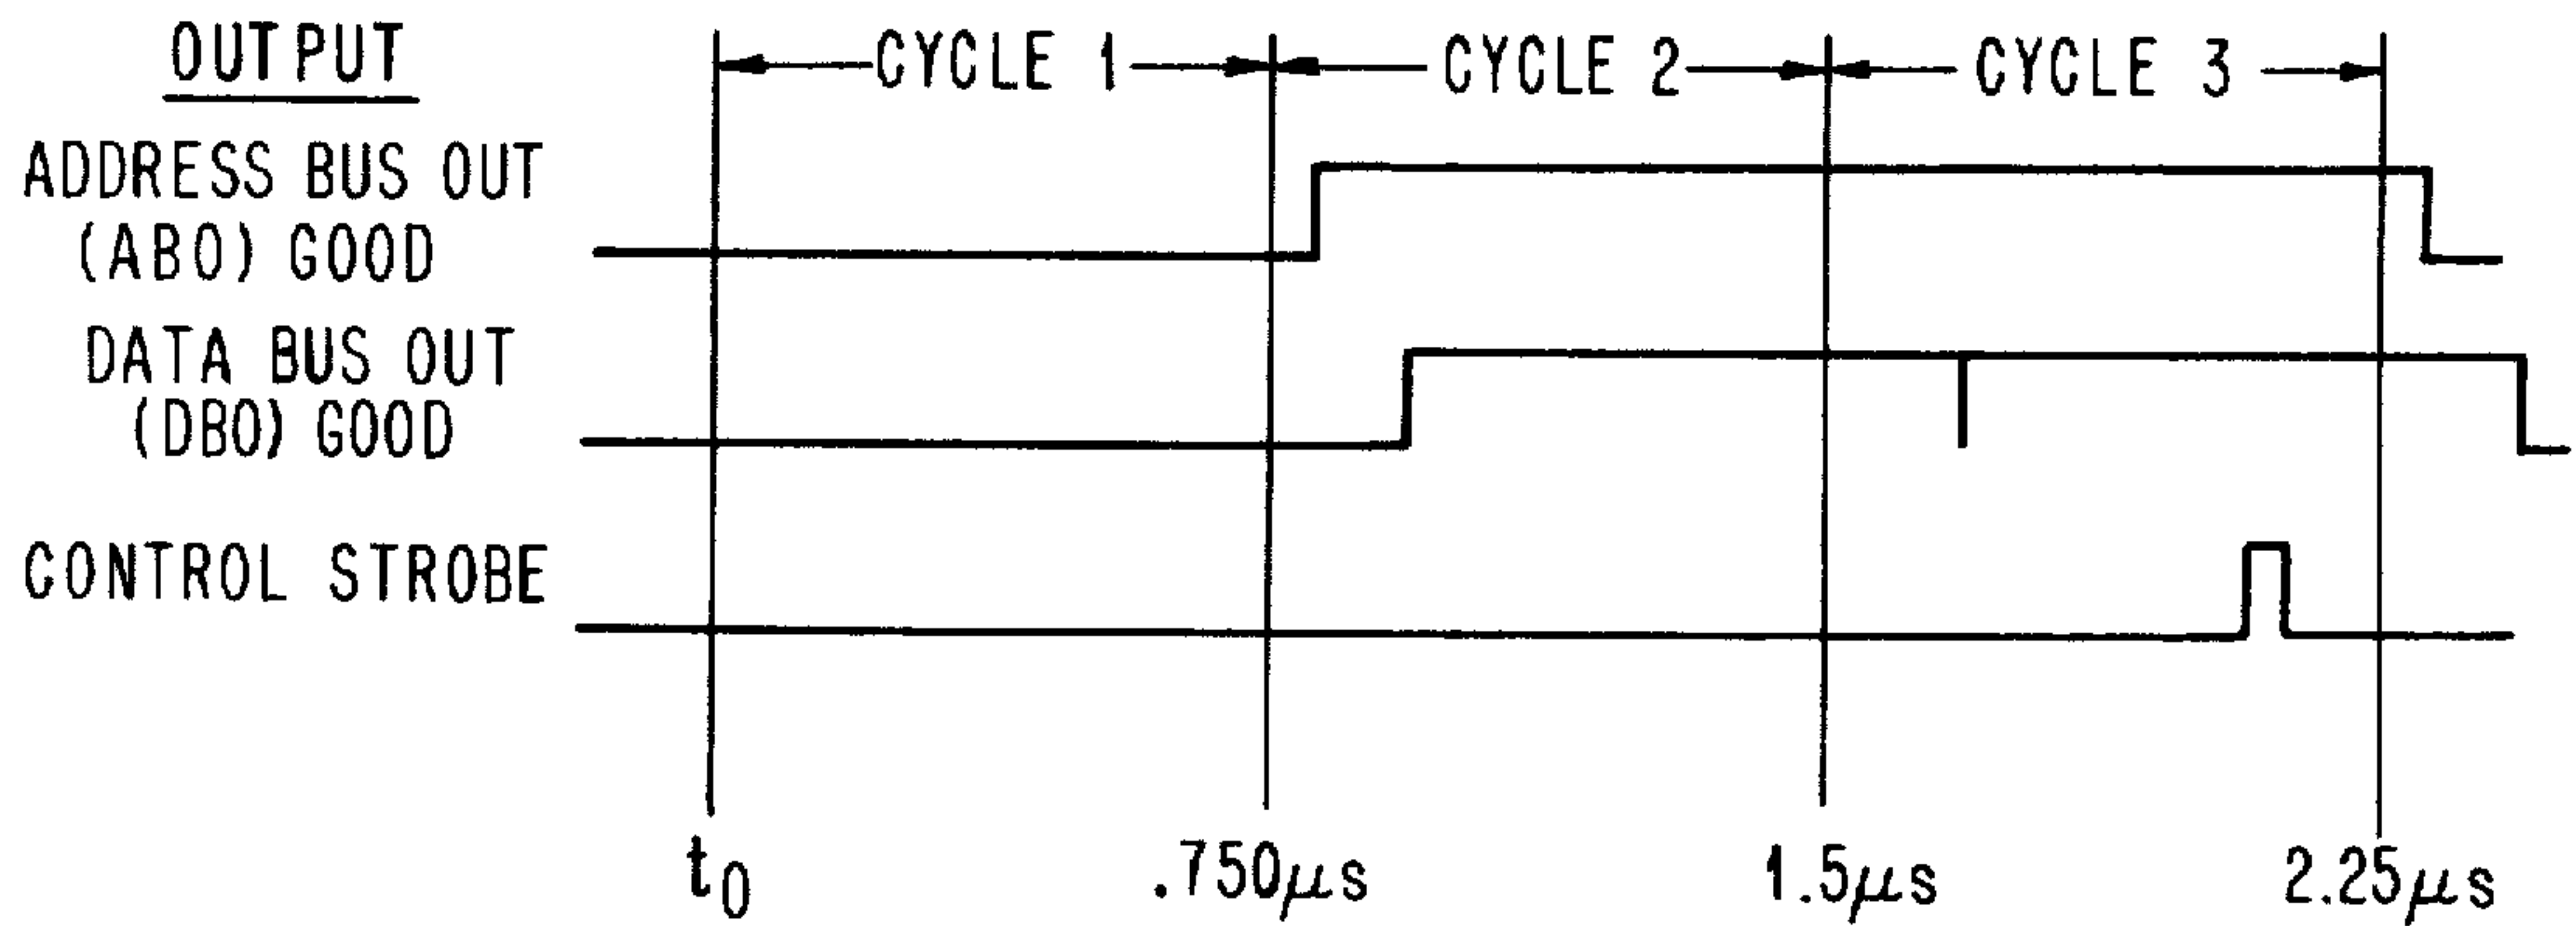 OUTPUT
CYCLE 1
CYCLE 2
CYCLE 3
ADDRESS BUS OUT
(ABO) GOOD
DATA BUS OUT
(DBO) GOOD
CONTROL STROBE
t0
.750μs
1.5μs
2.25μs